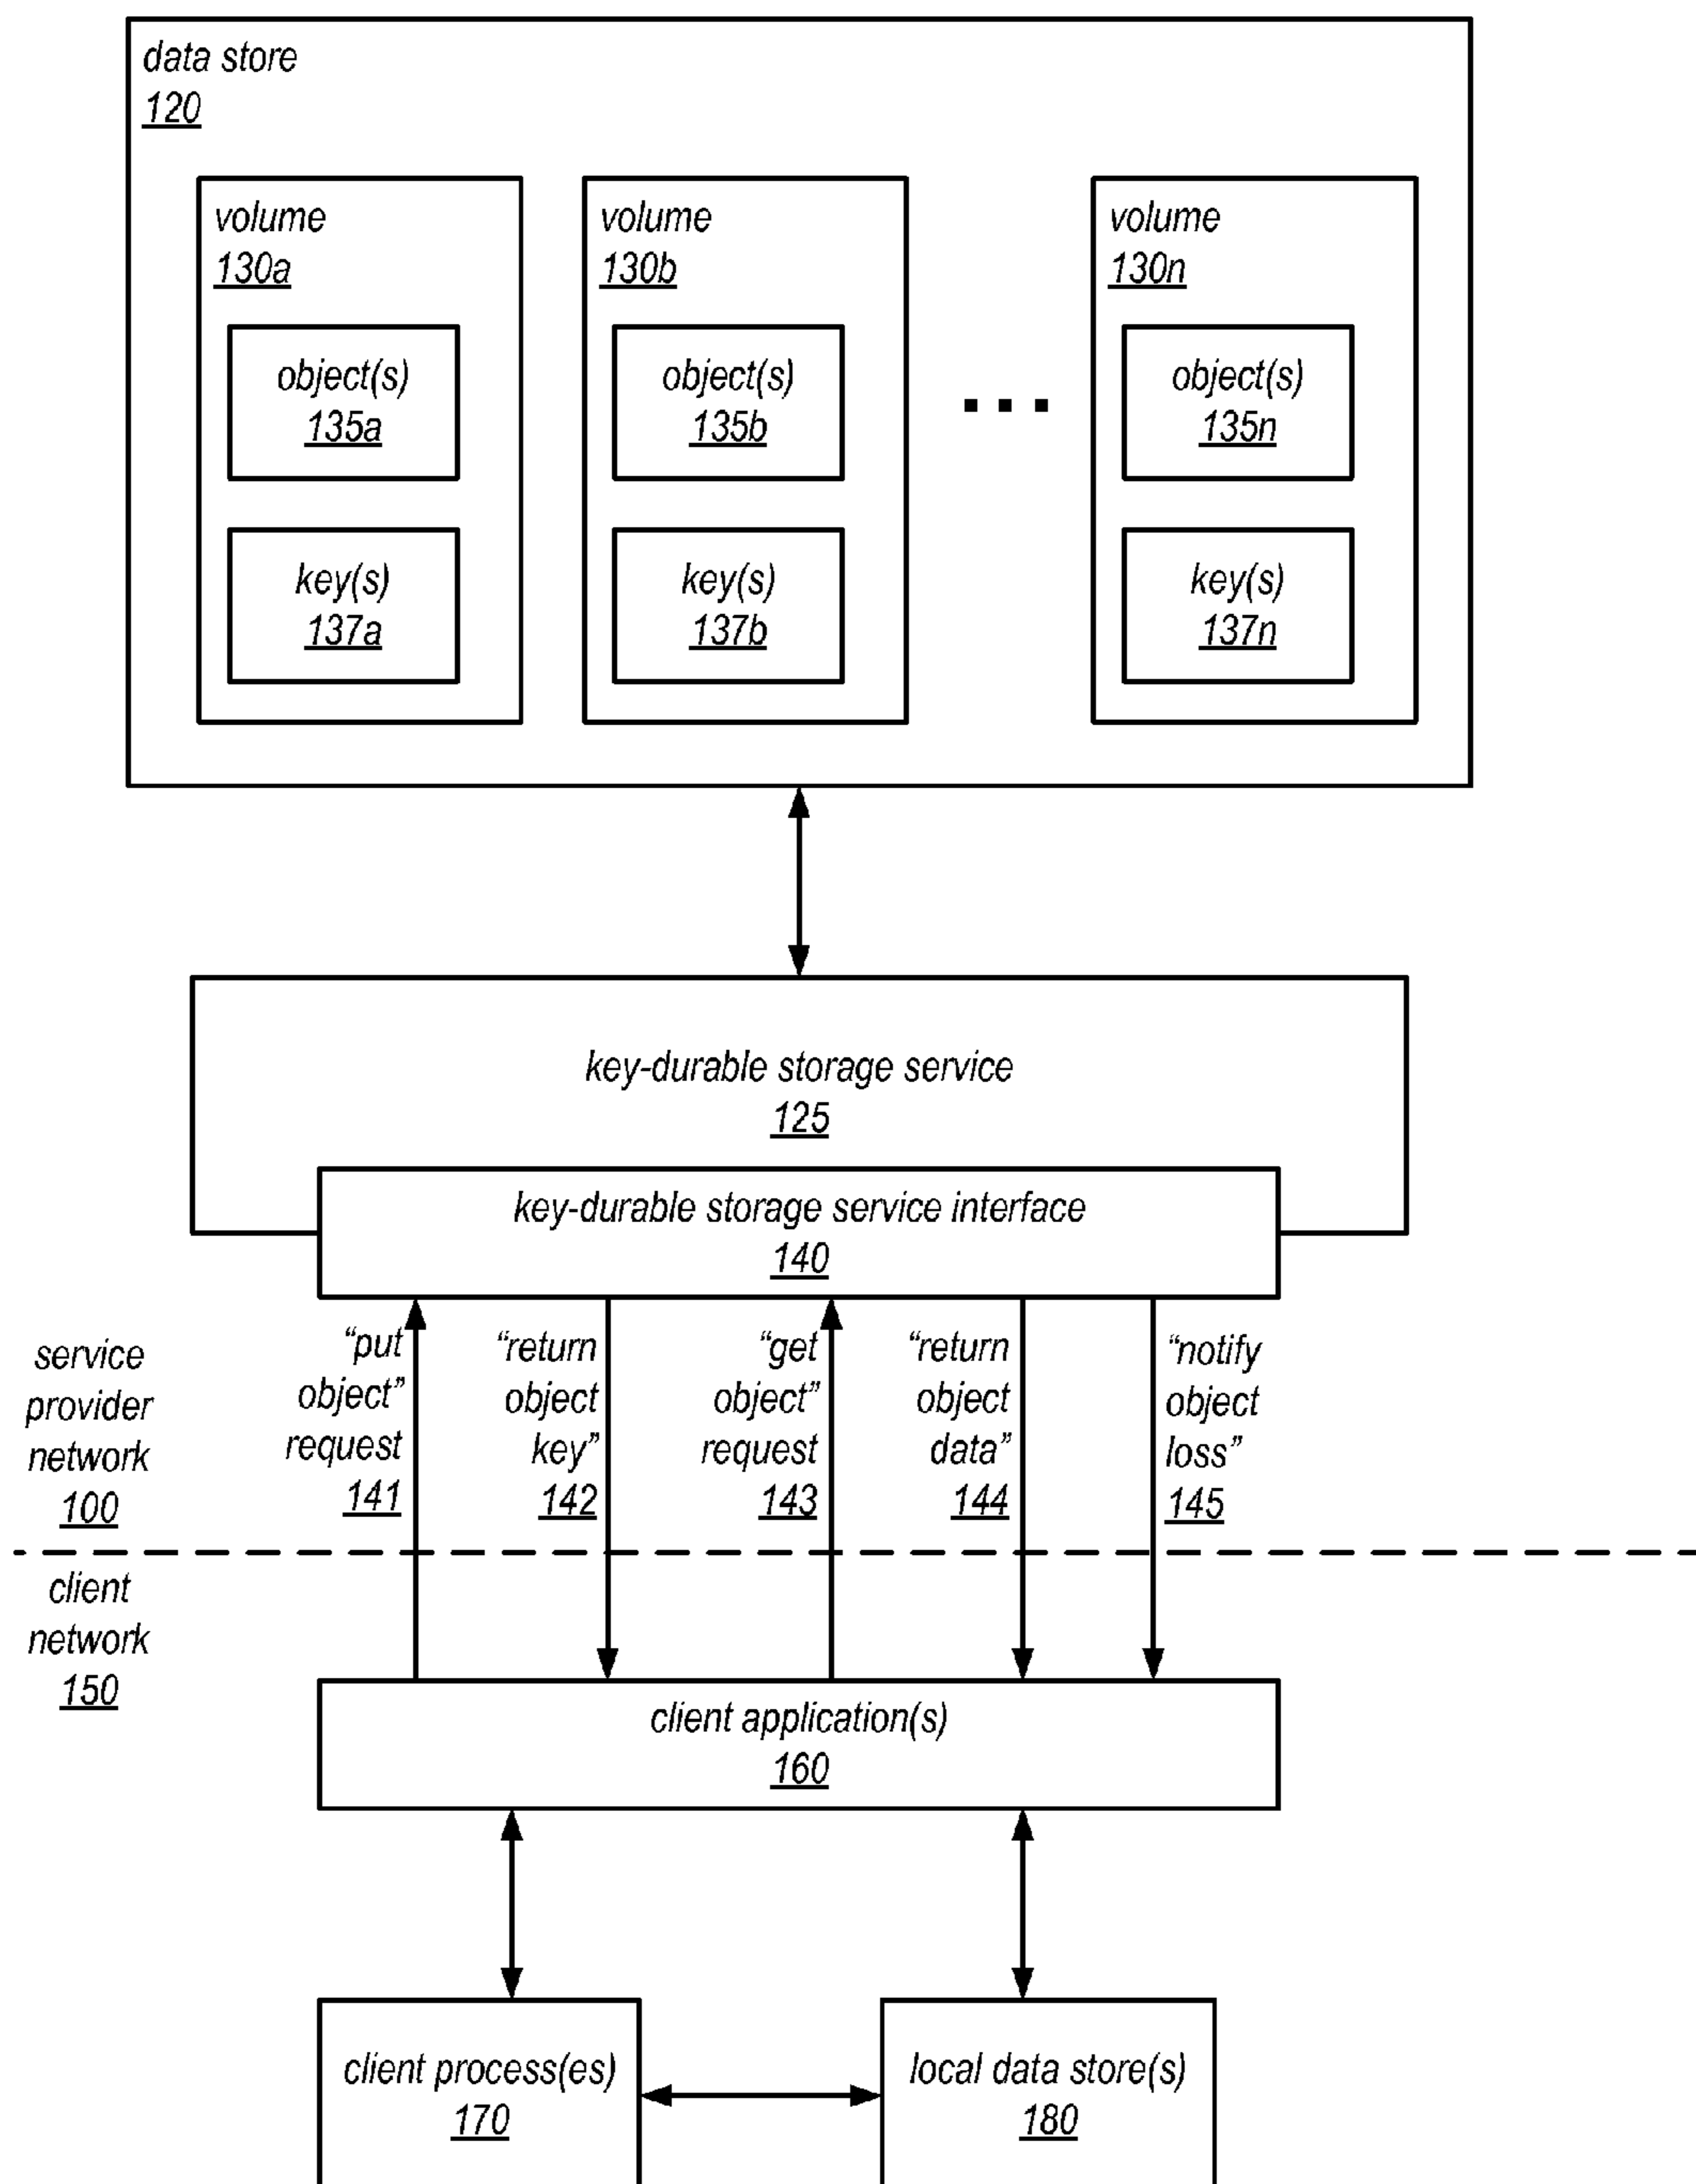 data store
120
volume
130a
object(s)
135a
key(s)
137a
volume
130b
object(s)
135b
key(s)
137b
volume
130n
object(s)
135n
key(s)
137n
key-durable storage service
125
key-durable storage service interface
140
service
provider
network
100
“put
object”
request
141
“return
object
key”
142
“get
object”
request
143
“return
object
data”
144
“notify
object
loss”
145
client
network
150
client application(s)
160
client process(es)
170
local data store(s)
180